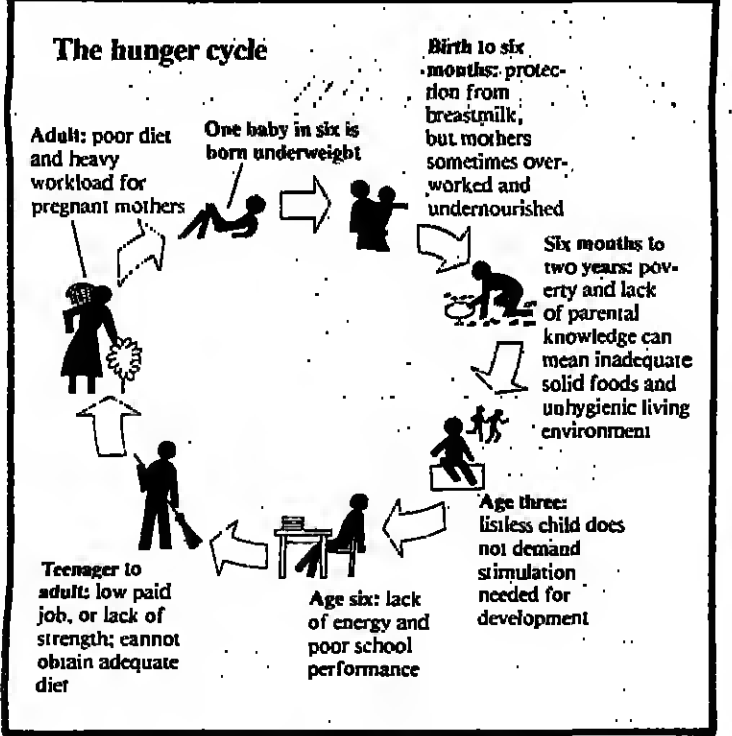 The hunger cycle
Adult: poor diet
and heavy
workload for
pregnant mothers
One baby in six is
born underweight
Birth to six
months: protec-
tion from
breastmilk,
but mothers
sometimes over-
worked and
undernourished
Six months to
two years: pov-
erty and lack
of parental
knowledge can
mean inadequate
solid foods and
unhygienic living
environment
Age three:
listless child does
not demand
stimulation
needed for
development
Age six: lack
of energy and
poor school
performance
Teenager to
adult: low paid
job, or lack of
strength; cannot
obtain adequate
diet